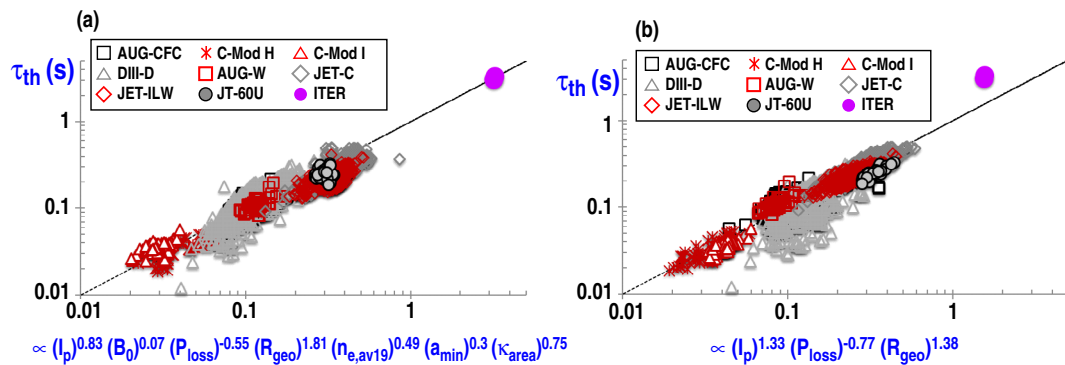 (a)
AUG-CFC C-Mod H C-Mod I
DIII-D AUG-W JET-C
JET-ILW JT-60U ITER
τth (s)
1
0.1
0.01
0.01 0.1 1
∝ (Ip)^0.83 (B0)^0.07 (Ploss)^-0.55 (Rgeo)^1.81 (ne,av19)^0.49 (amin)^0.3 (κarea)^0.75
(b)
AUG-CFC C-Mod H C-Mod I
DIII-D AUG-W JET-C
JET-ILW JT-60U ITER
τth (s)
1
0.1
0.01
0.01 0.1 1
∝ (Ip)^1.33 (Ploss)^-0.77 (Rgeo)^1.38